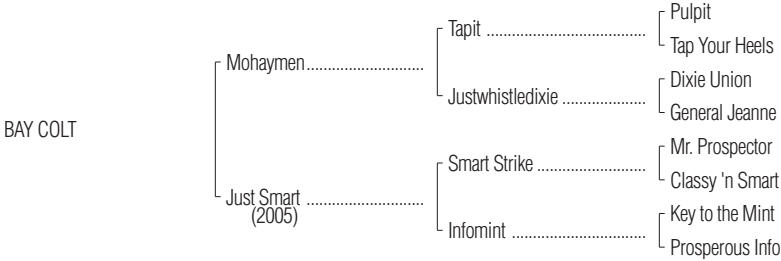 Pulpit
Tapit ....................................
Tap Your Heels
Mohaymen..........................
Dixie Union
Justwhistledixie ...................
General Jeanne
BAY COLT
Mr. Prospector
Smart Strike ........................
Classy 'n Smart
Just Smart ..........................
(2005)
Key to the Mint
Infomint ..............................
Prosperous Info